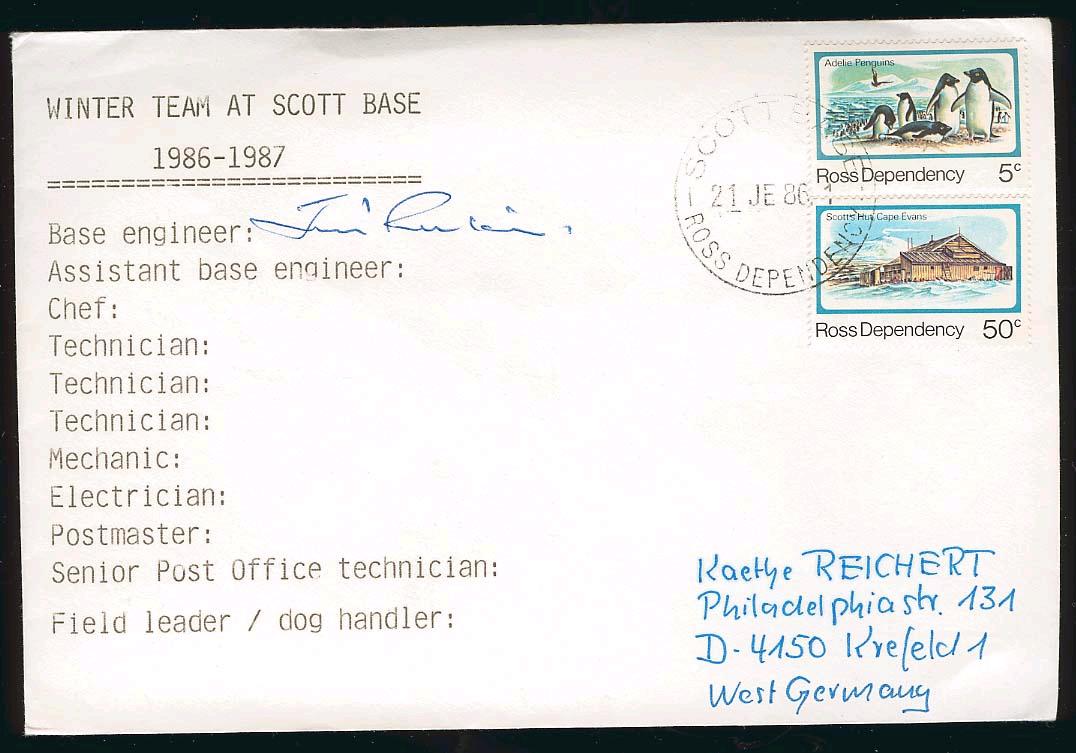 WINTER TEAM AT SCOTT BASE
1986-1987
=========================
Base engineer:
Assistant base engineer:
Chef:
Technician:
Technician:
Technician:
Mechanic:
Electrician:
Postmaster:
Senior Post Office technician:
Field leader / dog handler:
Adelie Penguins
Ross Dependency 5c
Scott's Hut, Cape Evans
Ross Dependency 50c
SCOTT BASE
21 JE 86
ROSS DEPENDENCY
Kaethe REICHERT
Philadelphiastr. 131
D-4150 Krefeld 1
West Germany